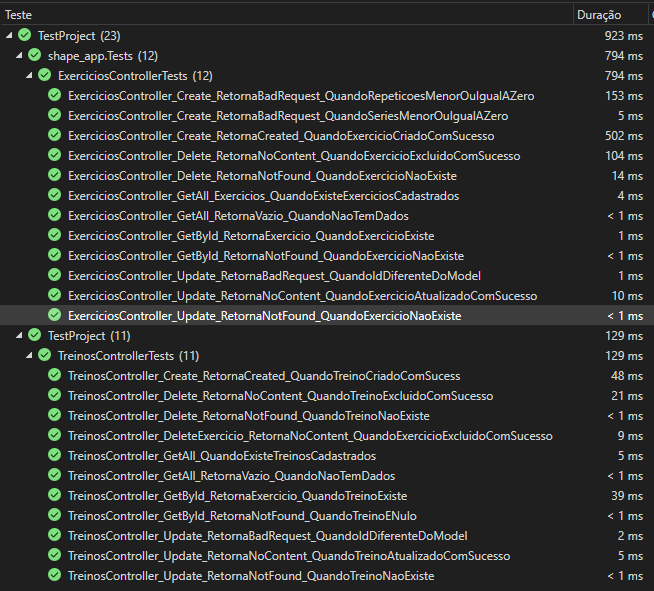 Teste Duração
TestProject (23) 923 ms
shape_app.Tests (12) 794 ms
ExerciciosControllerTests (12) 794 ms
ExerciciosController_Create_RetornaBadRequest_QuandoRepeticoesMenorOuIgualAZero 153 ms
ExerciciosController_Create_RetornaBadRequest_QuandoSeriesMenorOuIgualAZero 5 ms
ExerciciosController_Create_RetornaCreated_QuandoExercicioCriadoComSucesso 502 ms
ExerciciosController_Delete_RetornaNoContent_QuandoExercicioExcluidoComSucesso 104 ms
ExerciciosController_Delete_RetornaNotFound_QuandoExercicioNaoExiste 14 ms
ExerciciosController_GetAll_Exercicios_QuandoExisteExerciciosCadastrados 4 ms
ExerciciosController_GetAll_RetornaVazio_QuandoNaoTemDados < 1 ms
ExerciciosController_GetById_RetornaExercicio_QuandoExercicioExiste 1 ms
ExerciciosController_GetById_RetornaNotFound_QuandoExercicioNaoExiste < 1 ms
ExerciciosController_Update_RetornaBadRequest_QuandoIdDiferenteDoModel 1 ms
ExerciciosController_Update_RetornaNoContent_QuandoExercicioAtualizadoComSucesso 10 ms
ExerciciosController_Update_RetornaNotFound_QuandoExercicioNaoExiste < 1 ms
TestProject (11) 129 ms
TreinosControllerTests (11) 129 ms
TreinosController_Create_RetornaCreated_QuandoTreinoCriadoComSucess 48 ms
TreinosController_Delete_RetornaNoContent_QuandoTreinoExcluidoComSucesso 21 ms
TreinosController_Delete_RetornaNotFound_QuandoTreinoNaoExiste < 1 ms
TreinosController_DeleteExercicio_RetornaNoContent_QuandoExercicioExcluidoComSucesso 9 ms
TreinosController_GetAll_QuandoExisteTreinosCadastrados 5 ms
TreinosController_GetAll_RetornaVazio_QuandoNaoTemDados < 1 ms
TreinosController_GetById_RetornaExercicio_QuandoTreinoExiste 39 ms
TreinosController_GetById_RetornaNotFound_QuandoTreinoENulo < 1 ms
TreinosController_Update_RetornaBadRequest_QuandoIdDiferenteDoModel 2 ms
TreinosController_Update_RetornaNoContent_QuandoTreinoAtualizadoComSucesso 5 ms
TreinosController_Update_RetornaNotFound_QuandoTreinoNaoExiste < 1 ms